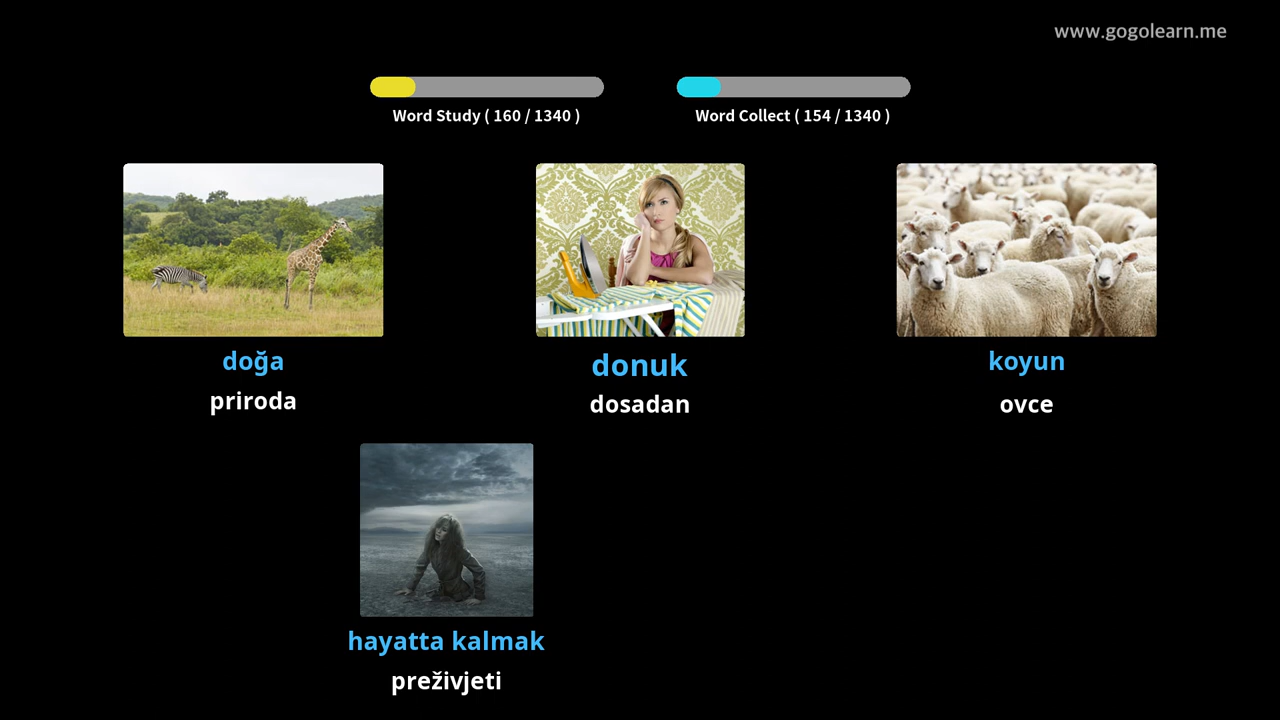 www.gogolearn.me
Word Study ( 160 / 1340 )
Word Collect ( 154 / 1340 )
doğa
priroda
donuk
dosadan
koyun
ovce
hayatta kalmak
preživjeti